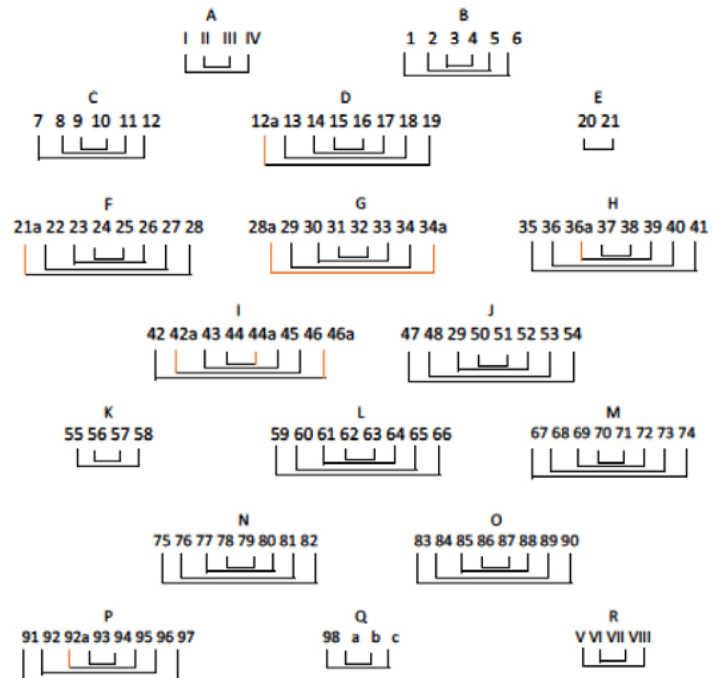 A B
I II III IV 1 2 3 4 5 6
C D E
7 8 9 10 11 12 12a 13 14 15 16 17 18 19 20 21
F G H
21a 22 23 24 25 26 27 28 28a 29 30 31 32 33 34 34a 35 36 36a 37 38 39 40 41
I J
42 42a 43 44 44a 45 46 46a 47 48 29 50 51 52 53 54
K L M
55 56 57 58 59 60 61 62 63 64 65 66 67 68 69 70 71 72 73 74
N O
75 76 77 78 79 80 81 82 83 84 85 86 87 88 89 90
P Q R
91 92 92a 93 94 95 96 97 98 a b c V VI VII VIII